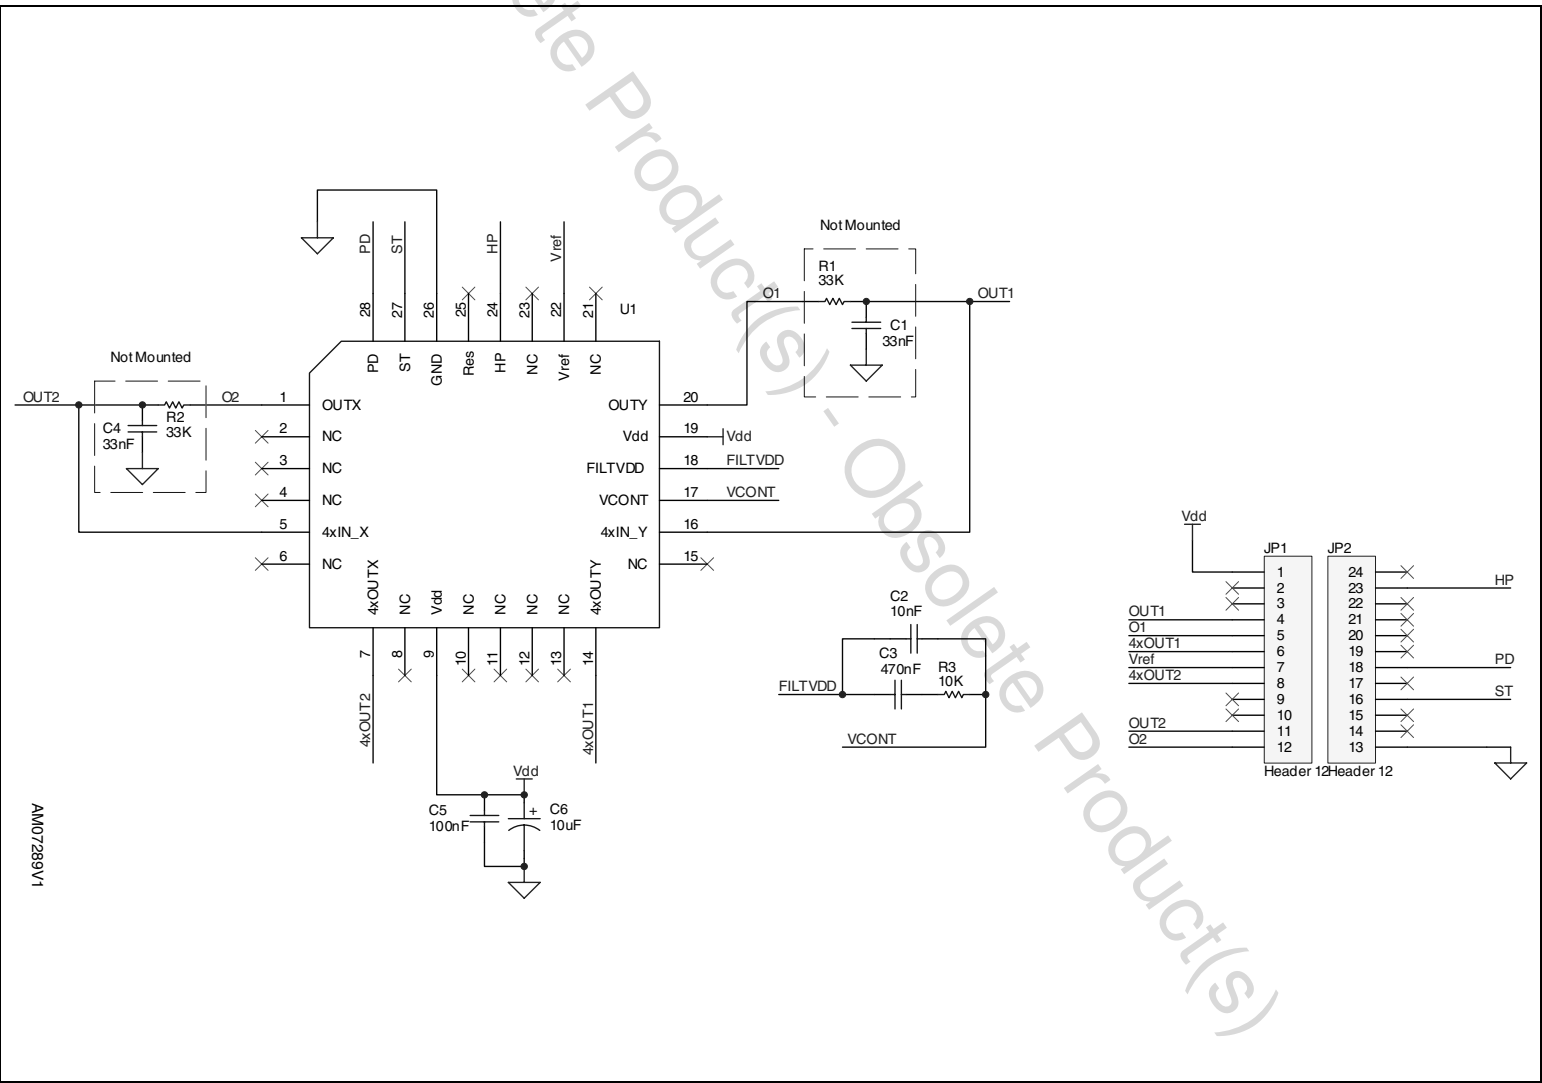 Obsolete Product(s) - Obsolete Product(s)
Not Mounted
R1
33K
O1
OUT1
C1
33nF
PD
ST
HP
Vref
28
27
26
25
24
23
22
21
U1
PD
ST
GND
Res
HP
NC
Vref
NC
Not Mounted
OUT2
O2
R2
33K
C4
33nF
1 OUTX
2 NC
3 NC
4 NC
5 4xIN_X
6 NC
OUTY 20
Vdd 19 Vdd
FILTVDD 18 FILTVDD
VCONT 17 VCONT
4xIN_Y 16
NC 15
4xOUTX
NC
Vdd
NC
NC
NC
NC
4xOUTY
7
8
9
10
11
12
13
14
4xOUT2
4xOUT1
Vdd
C5
100nF
+
C6
10uF
C2
10nF
C3
470nF
R3
10K
FILTVDD
VCONT
Vdd
JP1
1
2
3
OUT1 4
O1 5
4xOUT1 6
Vref 7
4xOUT2 8
9
10
OUT2 11
O2 12
Header 12
JP2
24
23 HP
22
21
20
19
18 PD
17
16 ST
15
14
13
Header 12
AM07289V1